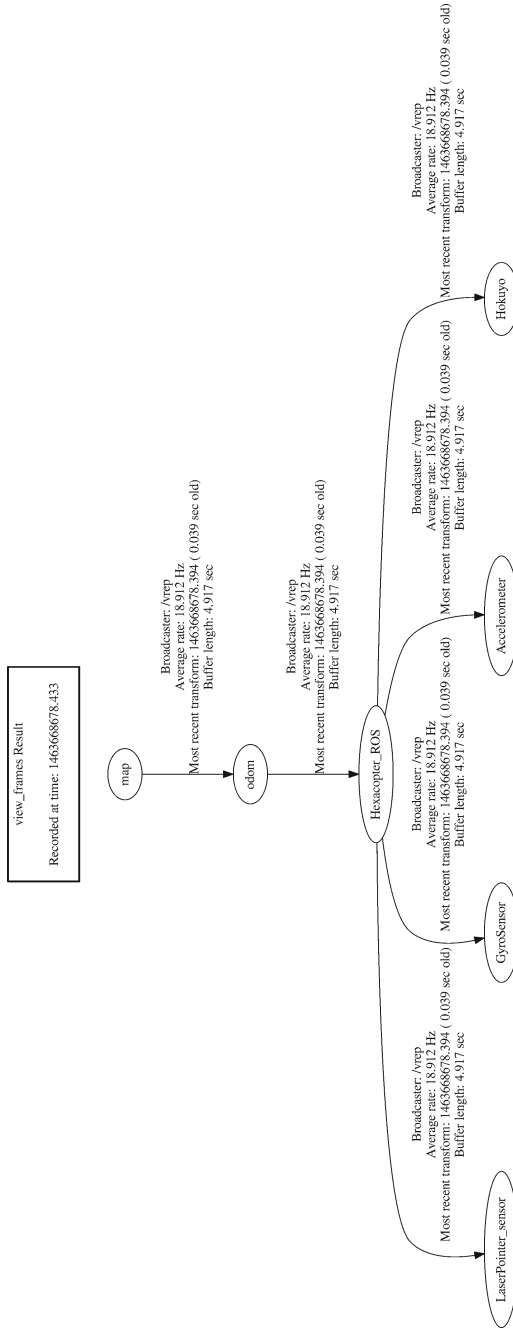 view_frames Result
Recorded at time: 1463668678.433
map
Broadcaster: /vrep
Average rate: 18.912 Hz
Most recent transform: 1463668678.394 ( 0.039 sec old)
Buffer length: 4.917 sec
odom
Broadcaster: /vrep
Average rate: 18.912 Hz
Most recent transform: 1463668678.394 ( 0.039 sec old)
Buffer length: 4.917 sec
Hexacopter_ROS
Broadcaster: /vrep
Average rate: 18.912 Hz
Most recent transform: 1463668678.394 ( 0.039 sec old)
Buffer length: 4.917 sec
Broadcaster: /vrep
Average rate: 18.912 Hz
Most recent transform: 1463668678.394 ( 0.039 sec old)
Buffer length: 4.917 sec
Broadcaster: /vrep
Average rate: 18.912 Hz
Most recent transform: 1463668678.394 ( 0.039 sec old)
Buffer length: 4.917 sec
Broadcaster: /vrep
Average rate: 18.912 Hz
Most recent transform: 1463668678.394 ( 0.039 sec old)
Buffer length: 4.917 sec
LaserPointer_sensor
GyroSensor
Accelerometer
Hokuyo